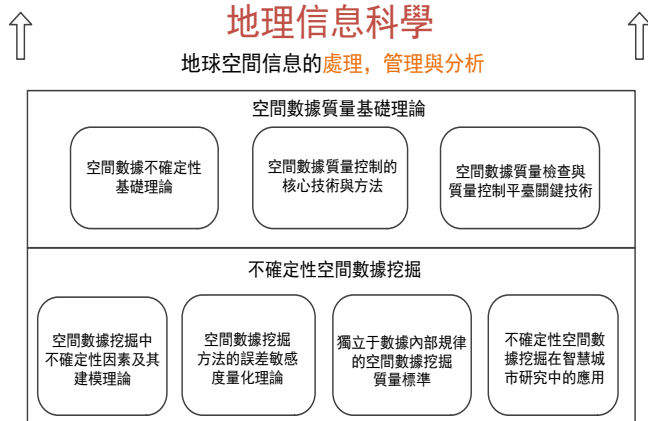 地理信息科學
地球空間信息的處理，管理與分析
空間數據質量基礎理論
空間數據不確定性
基礎理論
空間數據質量控制的
核心技術與方法
空間數據質量檢查與
質量控制平臺關鍵技術
不確定性空間數據挖掘
空間數據挖掘中
不確定性因素及其
建模理論
空間數據挖掘
方法的誤差敏感
度量化理論
獨立于數據內部規律
的空間數據挖掘
質量標準
不確定性空間數
據挖掘在智慧城
市研究中的應用